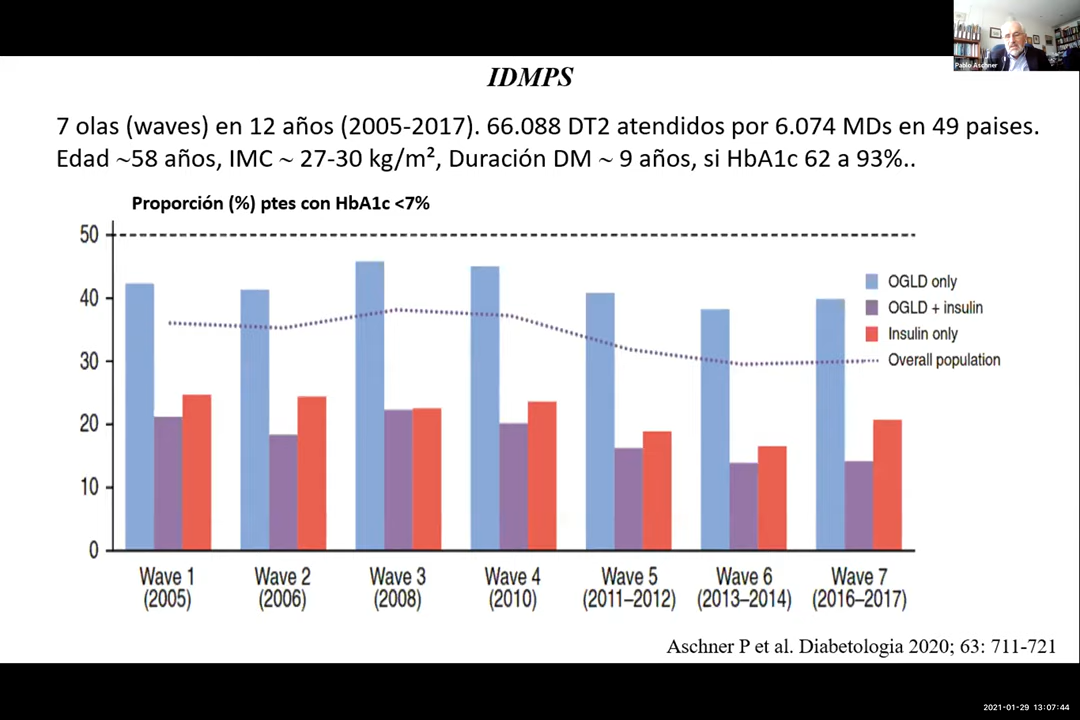 Pablo Aschner
IDMPS
7 olas (waves) en 12 años (2005-2017). 66.088 DT2 atendidos por 6.074 MDs en 49 paises.
Edad ~58 años, IMC ~ 27-30 kg/m², Duración DM ~ 9 años, si HbA1c 62 a 93%..
Proporción (%) ptes con HbA1c <7%
50
40
30
20
10
0
OGLD only
OGLD + insulin
Insulin only
Overall population
Wave 1 Wave 2 Wave 3 Wave 4 Wave 5 Wave 6 Wave 7
(2005) (2006) (2008) (2010) (2011–2012) (2013–2014) (2016–2017)
Aschner P et al. Diabetologia 2020; 63: 711-721
2021-01-29 13:07:44